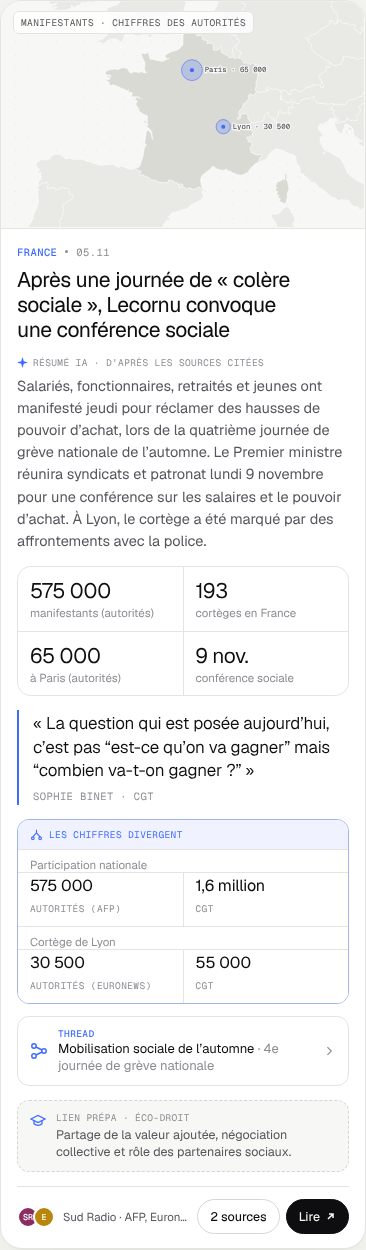 MANIFESTANTS · CHIFFRES DES AUTORITÉS
Paris · 65 000
Lyon · 30 500
FRANCE • 05.11
Après une journée de « colère
sociale », Lecornu convoque
une conférence sociale
RÉSUMÉ IA · D'APRÈS LES SOURCES CITÉES
Salariés, fonctionnaires, retraités et jeunes ont
manifesté jeudi pour réclamer des hausses de
pouvoir d’achat, lors de la quatrième journée de
grève nationale de l’automne. Le Premier ministre
réunira syndicats et patronat lundi 9 novembre
pour une conférence sur les salaires et le pouvoir
d’achat. À Lyon, le cortège a été marqué par des
affrontements avec la police.
575 000
manifestants (autorités)
193
cortèges en France
65 000
à Paris (autorités)
9 nov.
conférence sociale
« La question qui est posée aujourd’hui,
c’est pas “est-ce qu’on va gagner” mais
“combien va-t-on gagner ?” »
SOPHIE BINET · CGT
LES CHIFFRES DIVERGENT
Participation nationale
575 000
AUTORITÉS (AFP)
1,6 million
CGT
Cortège de Lyon
30 500
AUTORITÉS (EURONEWS)
55 000
CGT
THREAD
Mobilisation sociale de l’automne · 4e
journée de grève nationale
LIEN PRÉPA · ÉCO-DROIT
Partage de la valeur ajoutée, négociation
collective et rôle des partenaires sociaux.
SR E Sud Radio · AFP, Euron… 2 sources Lire ↗